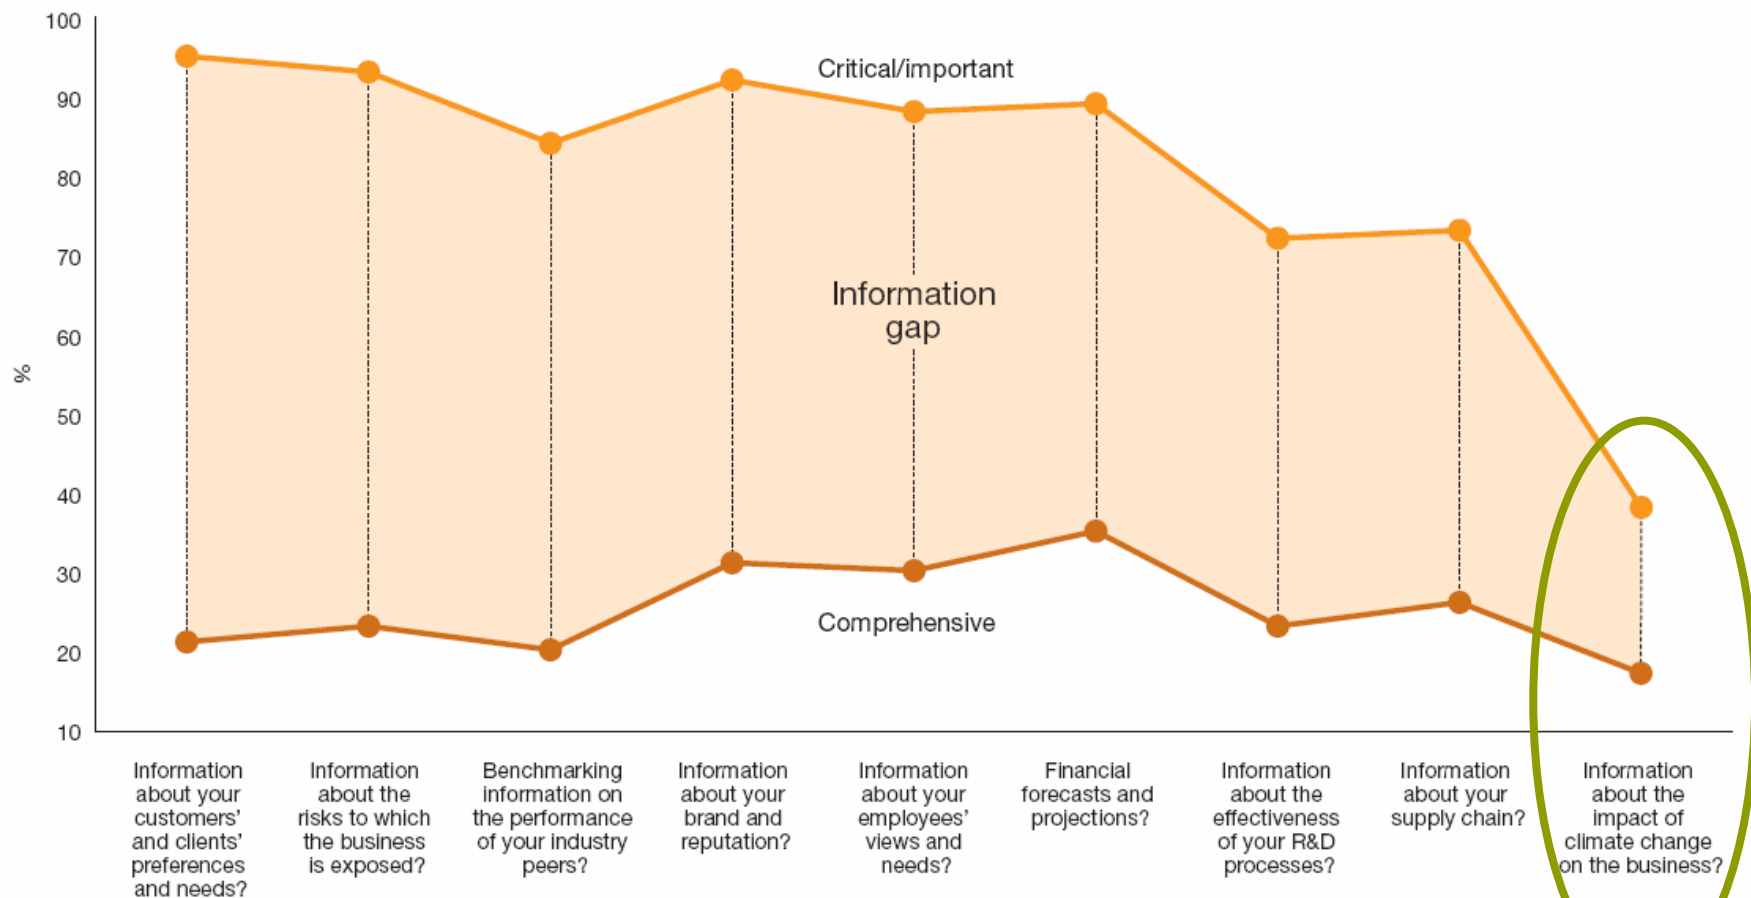 100
90
80
70
60
50
40
30
20
10
%
Critical/important
Information
gap
Comprehensive
Information
about your
customers’
and clients’
preferences
and needs?
Information
about the
risks to which
the business
is exposed?
Benchmarking
information on
the performance
of your industry
peers?
Information
about your
brand and
reputation?
Information
about your
employees’
views and
needs?
Financial
forecasts and
projections?
Information
about the
effectiveness
of your R&D
processes?
Information
about your
supply chain?
Information
about the
impact of
climate change
on the business?